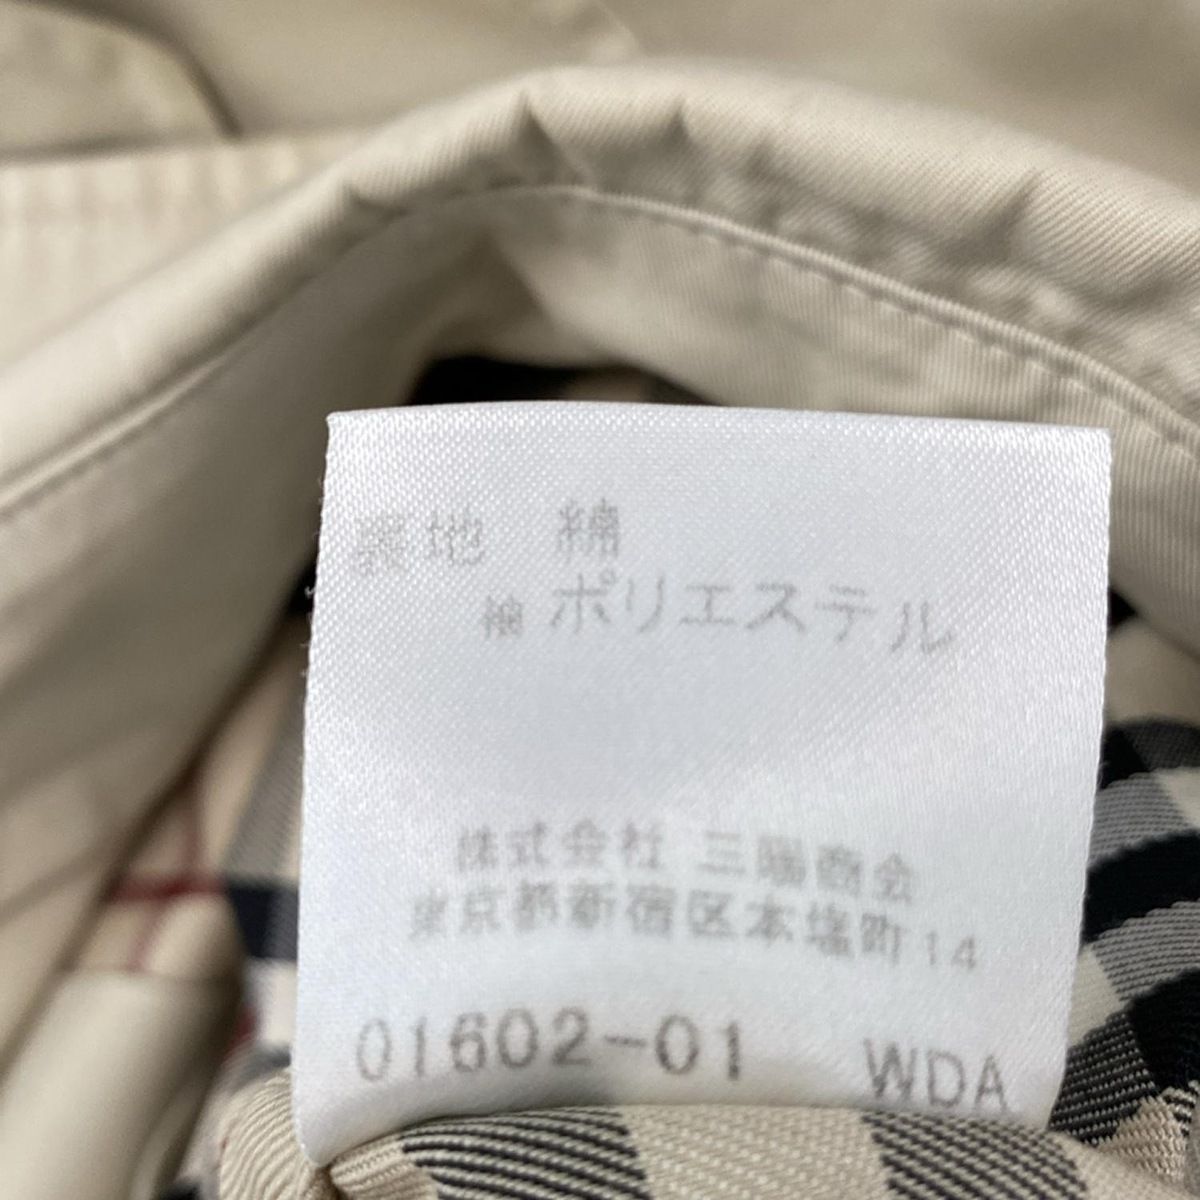 裏地　綿
袖 ポリエステル
株式会社 三陽商会
東京都新宿区本塩町14
01602-01 WDA